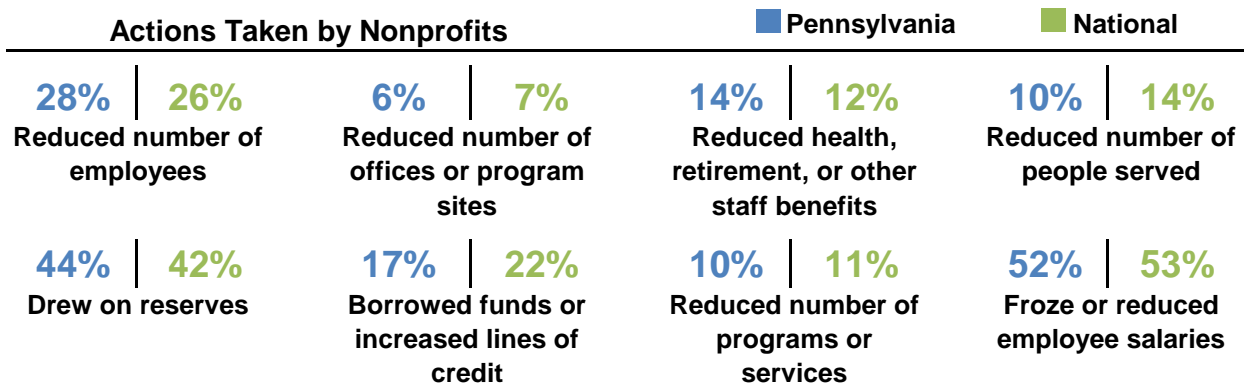 Actions Taken by Nonprofits
Pennsylvania
National
28% 26%
Reduced number of
employees
6% 7%
Reduced number of
offices or program
sites
14% 12%
Reduced health,
retirement, or other
staff benefits
10% 14%
Reduced number of
people served
44% 42%
Drew on reserves
17% 22%
Borrowed funds or
increased lines of
credit
10% 11%
Reduced number of
programs or
services
52% 53%
Froze or reduced
employee salaries